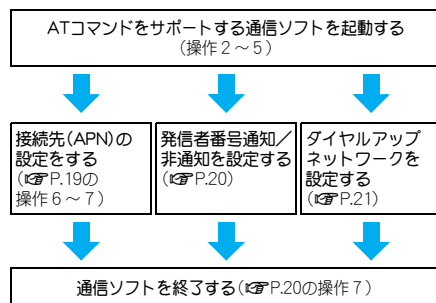 ATコマンドをサポートする通信ソフトを起動する
(操作2～5)
接続先(APN)の
設定をする
(☞P.19の
操作6～7)
発信者番号通知／
非通知を設定する
(☞P.20)
ダイヤルアップ
ネットワークを
設定する
(☞P.21)
通信ソフトを終了する(☞P.20の操作7)